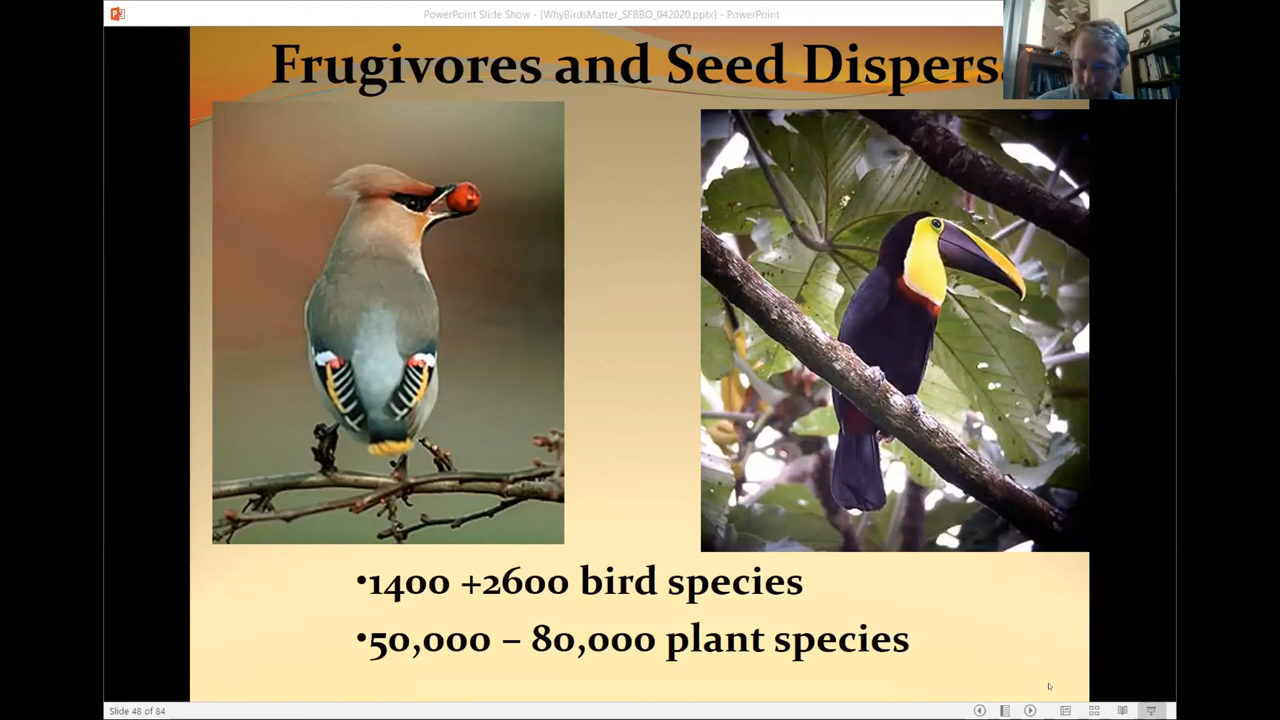 PowerPoint Slide Show - [WhyBirdsMatter_SFBBO_042020.pptx] - PowerPoint
Frugivores and Seed Dispersa
•1400 +2600 bird species
•50,000 – 80,000 plant species
Slide 48 of 84